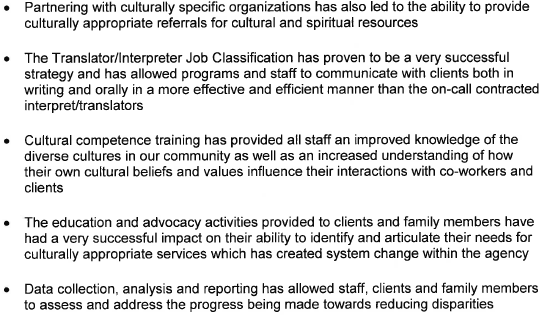 • Partnering with culturally specific organizations has also led to the ability to provide
culturally appropriate referrals for cultural and spiritual resources
• The Translator/Interpreter Job Classification has proven to be a very successful
strategy and has allowed programs and staff to communicate with clients both in
writing and orally in a more effective and efficient manner than the on-call contracted
interpret/translators
• Cultural competence training has provided all staff an improved knowledge of the
diverse cultures in our community as well as an increased understanding of how
their own cultural beliefs and values influence their interactions with co-workers and
clients
• The education and advocacy activities provided to clients and family members have
had a very successful impact on their ability to identify and articulate their needs for
culturally appropriate services which has created system change within the agency
• Data collection, analysis and reporting has allowed staff, clients and family members
to assess and address the progress being made towards reducing disparities